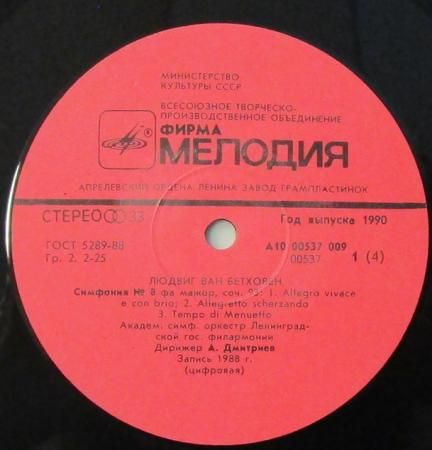 МИНИСТЕРСТВО
КУЛЬТУРЫ СССР
ВСЕСОЮЗНОЕ ТВОРЧЕСКО-
ПРОИЗВОДСТВЕННОЕ ОБЪЕДИНЕНИЕ
ФИРМА
МЕЛОДИЯ
АПРЕЛЕВСКИЙ ОРДЕНА ЛЕНИНА ЗАВОД ГРАМПЛАСТИНОК
СТЕРЕО 33 Год выпуска 1990
ГОСТ 5289-88 А10 00537 009
Гр. 2. 2-25 00537 1 (4)
ЛЮДВИГ ВАН БЕТХОВЕН
Симфония № 8 фа мажор, соч. 93: 1. Allegro vivace
e con brio; 2. Allegretto scherzando
3. Tempo di Menuetto
Академ. симф. оркестр Ленинград-
ской гос. филармонии
Дирижер А. Дмитриев
Запись 1988 г.
(цифровая)